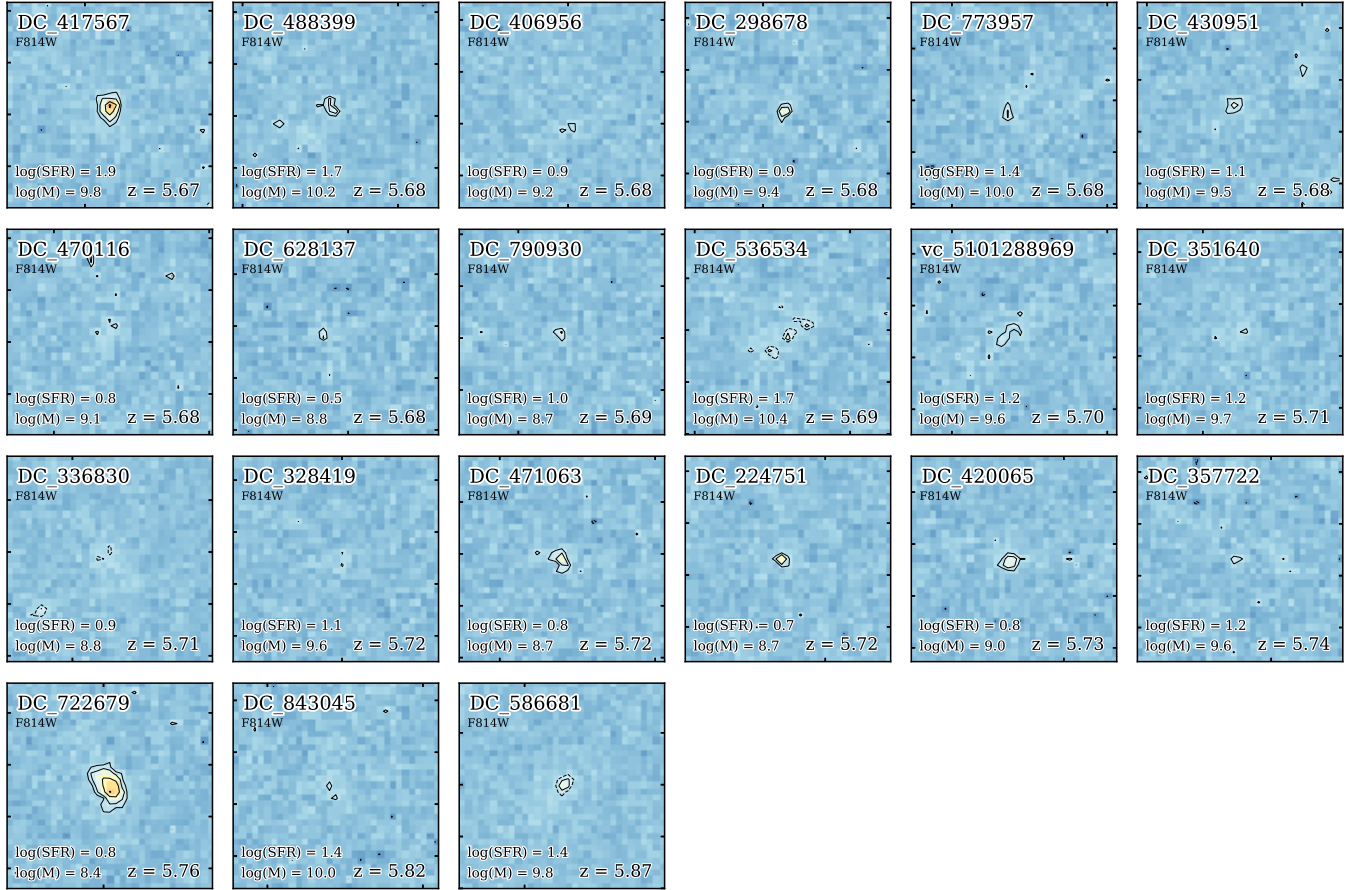 DC_417567
F814W
log(SFR) = 1.9
log(M) = 9.8 z = 5.67
DC_488399
F814W
log(SFR) = 1.7
log(M) = 10.2 z = 5.68
DC_406956
F814W
log(SFR) = 0.9
log(M) = 9.2 z = 5.68
DC_298678
F814W
log(SFR) = 0.9
log(M) = 9.4 z = 5.68
DC_773957
F814W
log(SFR) = 1.4
log(M) = 10.0 z = 5.68
DC_430951
F814W
log(SFR) = 1.1
log(M) = 9.5 z = 5.68
DC_470116
F814W
log(SFR) = 0.8
log(M) = 9.1 z = 5.68
DC_628137
F814W
log(SFR) = 0.5
log(M) = 8.8 z = 5.68
DC_790930
F814W
log(SFR) = 1.0
log(M) = 8.7 z = 5.69
DC_536534
F814W
log(SFR) = 1.7
log(M) = 10.4 z = 5.69
vc_5101288969
F814W
log(SFR) = 1.2
log(M) = 9.6 z = 5.70
DC_351640
F814W
log(SFR) = 1.2
log(M) = 9.7 z = 5.71
DC_336830
F814W
log(SFR) = 0.9
log(M) = 8.8 z = 5.71
DC_328419
F814W
log(SFR) = 1.1
log(M) = 9.6 z = 5.72
DC_471063
F814W
log(SFR) = 0.8
log(M) = 8.7 z = 5.72
DC_224751
F814W
log(SFR) = 0.7
log(M) = 8.7 z = 5.72
DC_420065
F814W
log(SFR) = 0.8
log(M) = 9.0 z = 5.73
DC_357722
F814W
log(SFR) = 1.2
log(M) = 9.6 z = 5.74
DC_722679
F814W
log(SFR) = 0.8
log(M) = 8.4 z = 5.76
DC_843045
F814W
log(SFR) = 1.4
log(M) = 10.0 z = 5.82
DC_586681
F814W
log(SFR) = 1.4
log(M) = 9.8 z = 5.87